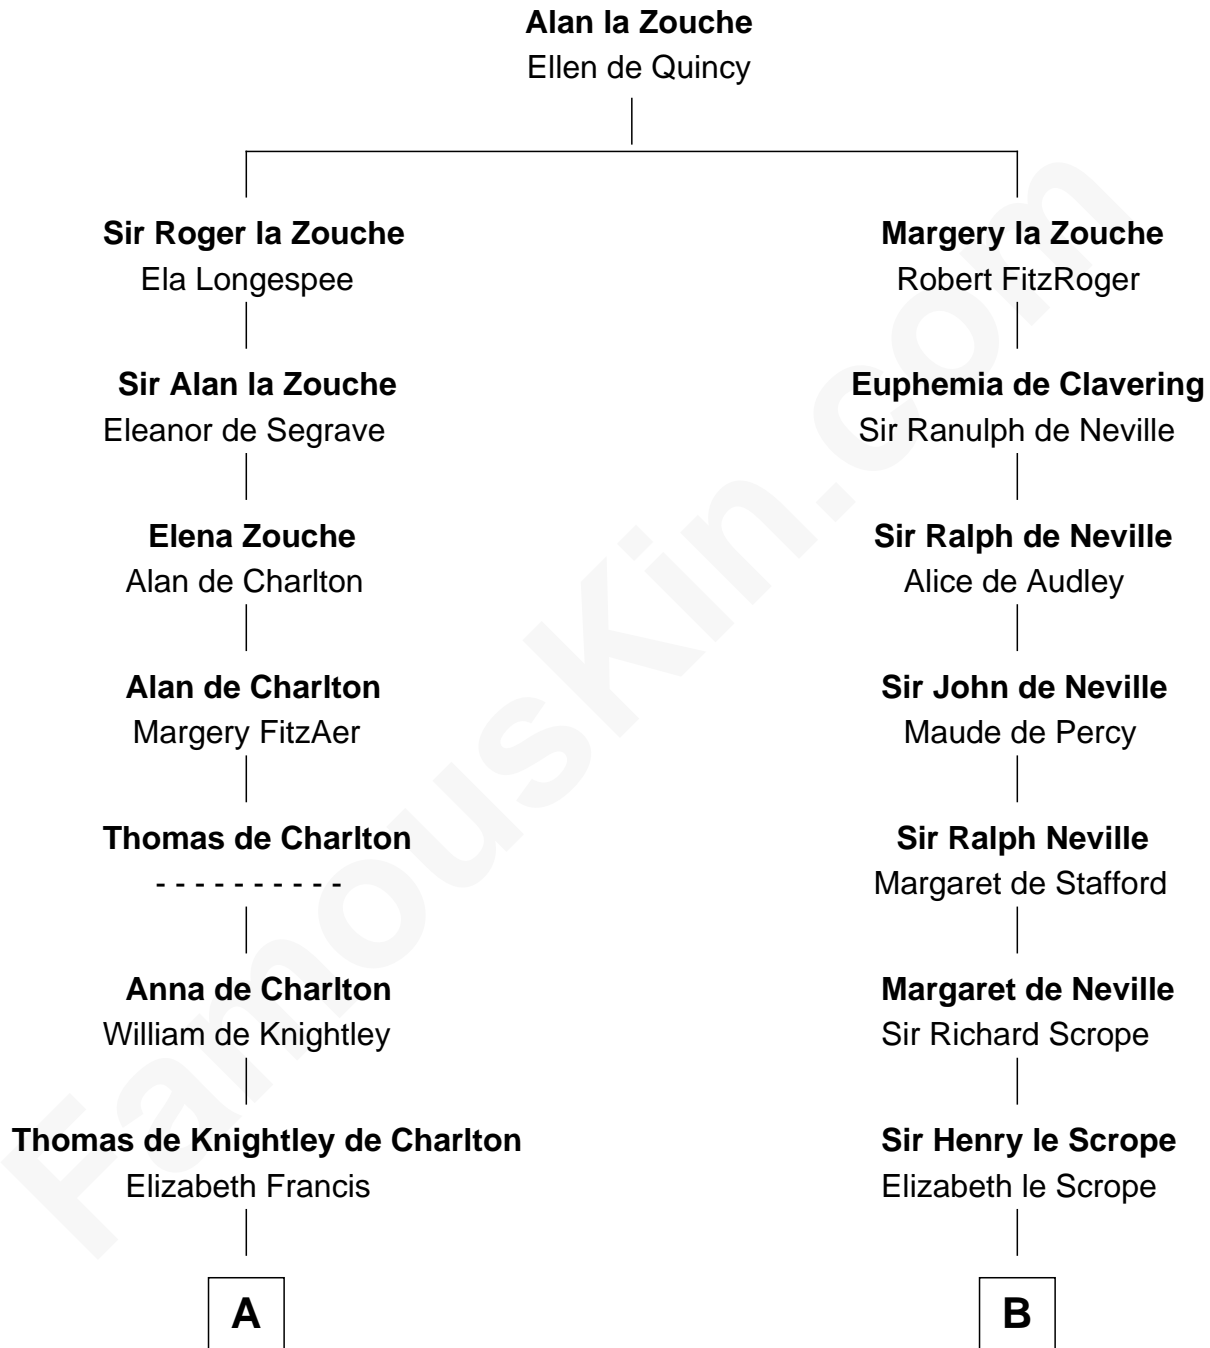 Alan la Zouche
Ellen de Quincy
Sir Roger la Zouche
Ela Longespee
Sir Alan la Zouche
Eleanor de Segrave
Elena Zouche
Alan de Charlton
Alan de Charlton
Margery FitzAer
Thomas de Charlton
- - - - - - - - - -
Anna de Charlton
William de Knightley
Thomas de Knightley de Charlton
Elizabeth Francis
A
Margery la Zouche
Robert FitzRoger
Euphemia de Clavering
Sir Ranulph de Neville
Sir Ralph de Neville
Alice de Audley
Sir John de Neville
Maude de Percy
Sir Ralph Neville
Margaret de Stafford
Margaret de Neville
Sir Richard Scrope
Sir Henry le Scrope
Elizabeth le Scrope
B
FamousKin.com